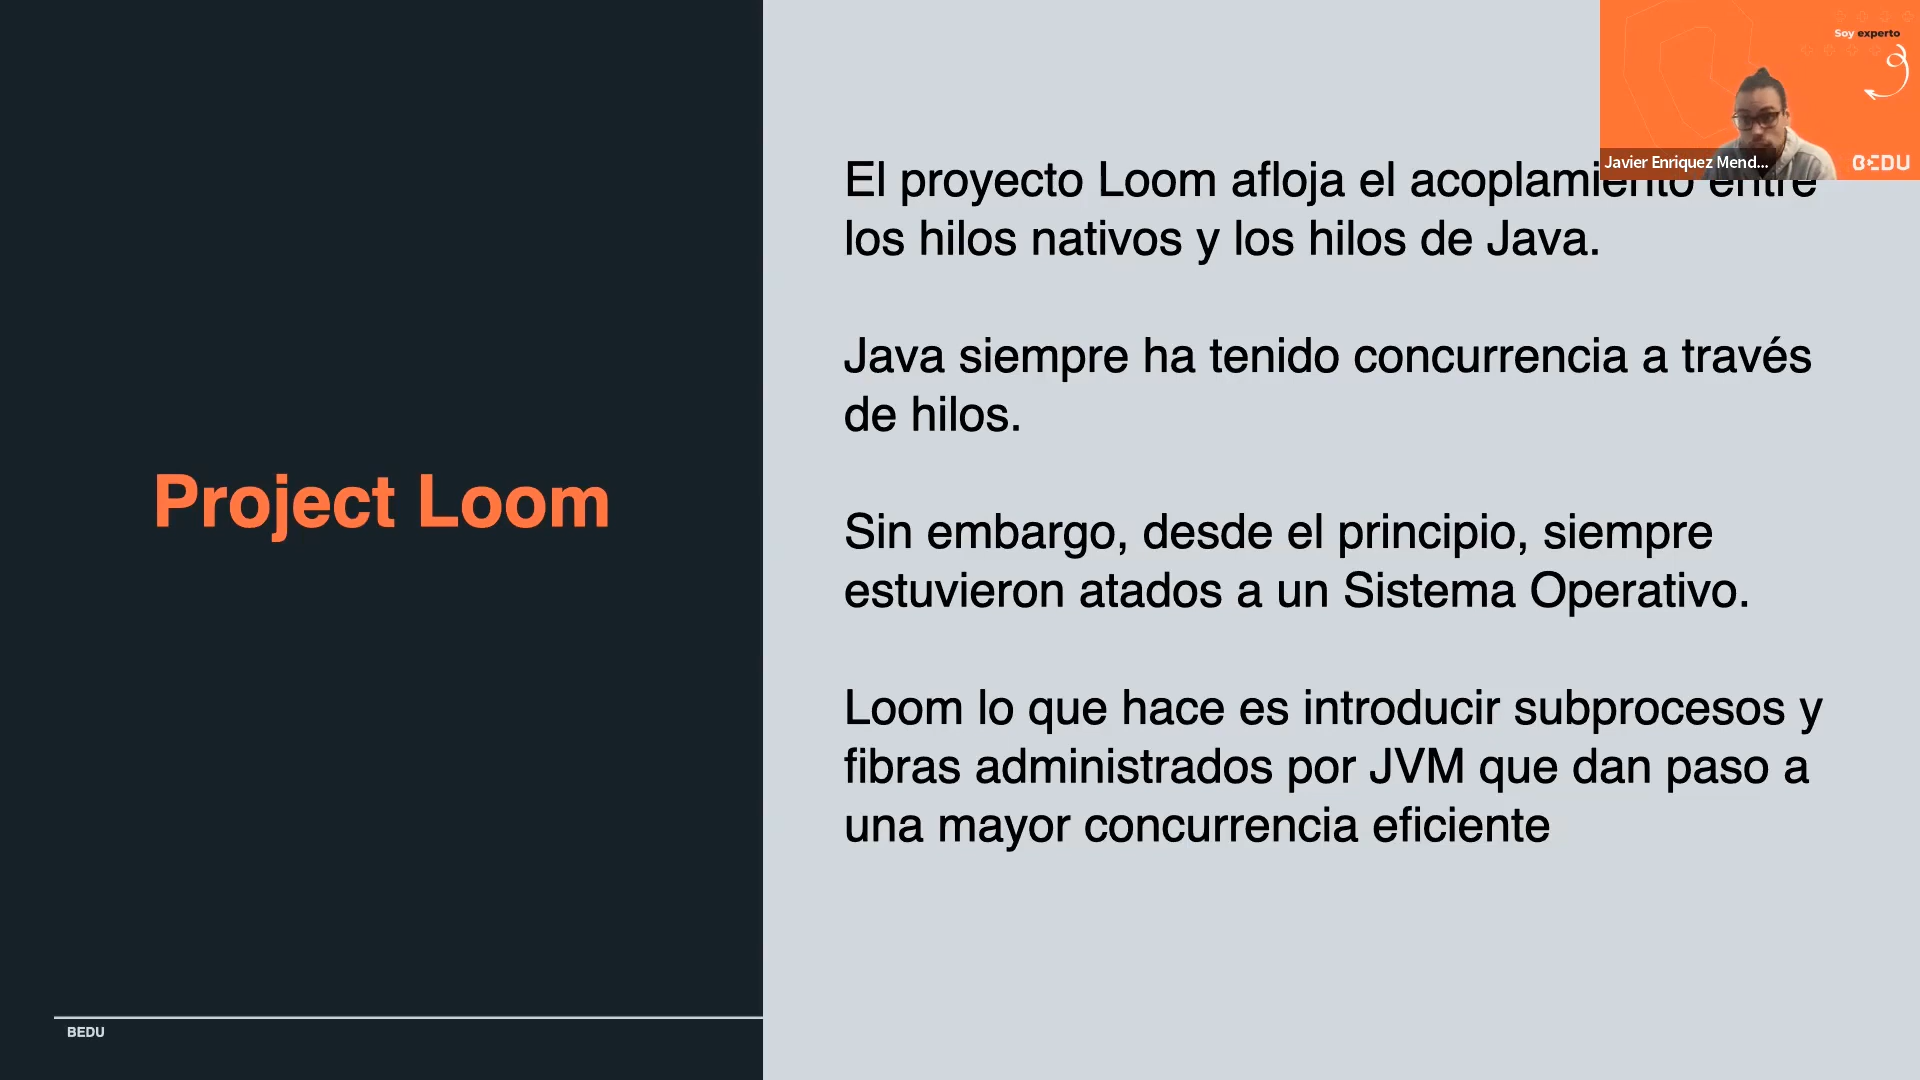 Soy experto
Javier Enriquez Mend...
BEDU
El proyecto Loom afloja el acoplamiento entre
los hilos nativos y los hilos de Java.
Java siempre ha tenido concurrencia a través
de hilos.
Sin embargo, desde el principio, siempre
estuvieron atados a un Sistema Operativo.
Loom lo que hace es introducir subprocesos y
fibras administrados por JVM que dan paso a
una mayor concurrencia eficiente
Project Loom
BEDU